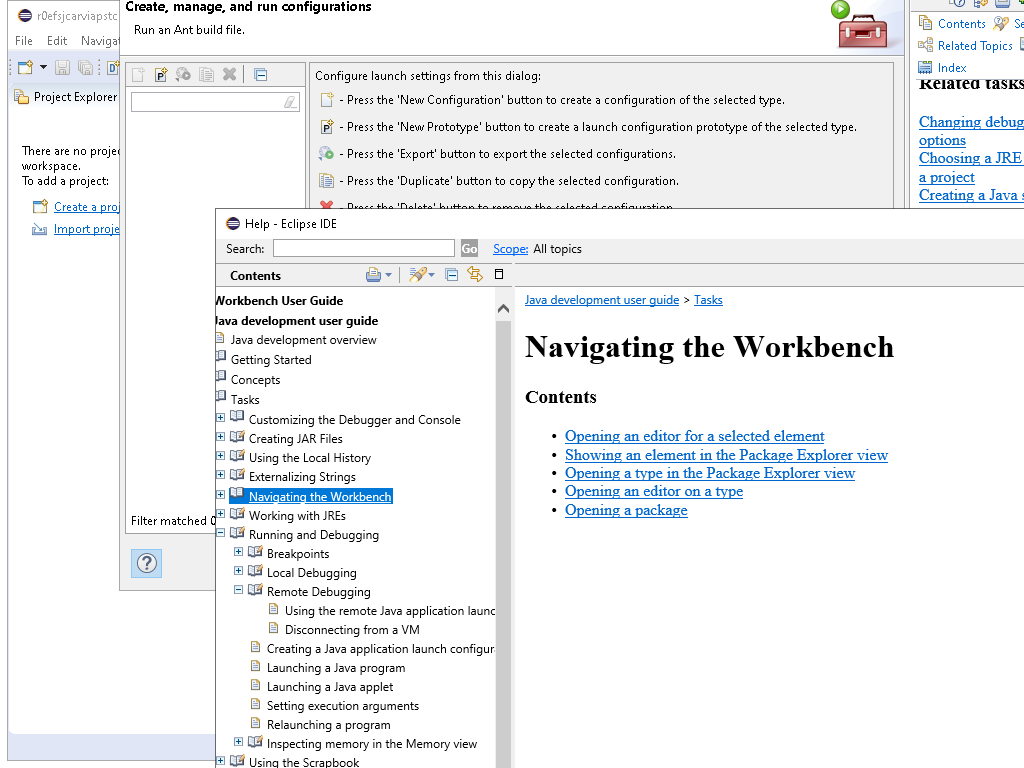 r0efsjcarviapstc
File Edit Naviga
Project Explorer
There are no proje
workspace.
To add a project:
Create a proj
Import proje
Create, manage, and run configurations
Run an Ant build file.
Filter matched 0
Configure launch settings from this dialog:
- Press the 'New Configuration' button to create a configuration of the selected type.
- Press the 'New Prototype' button to create a launch configuration prototype of the selected type.
- Press the 'Export' button to export the selected configurations.
- Press the 'Duplicate' button to copy the selected configuration.
- Press the 'Delete' button to remove the selected configuration.
Contents Se
Related Topics
Index
Related tasks
Changing debug
options
Choosing a JRE
a project
Creating a Java s
Help - Eclipse IDE
Search: Go Scope: All topics
Contents
Workbench User Guide
Java development user guide
Java development overview
Getting Started
Concepts
Tasks
Customizing the Debugger and Console
Creating JAR Files
Using the Local History
Externalizing Strings
Navigating the Workbench
Working with JREs
Running and Debugging
Breakpoints
Local Debugging
Remote Debugging
Using the remote Java application launc
Disconnecting from a VM
Creating a Java application launch configur
Launching a Java program
Launching a Java applet
Setting execution arguments
Relaunching a program
Inspecting memory in the Memory view
Using the Scrapbook
Java development user guide > Tasks
Navigating the Workbench
Contents
• Opening an editor for a selected element
• Showing an element in the Package Explorer view
• Opening a type in the Package Explorer view
• Opening an editor on a type
• Opening a package